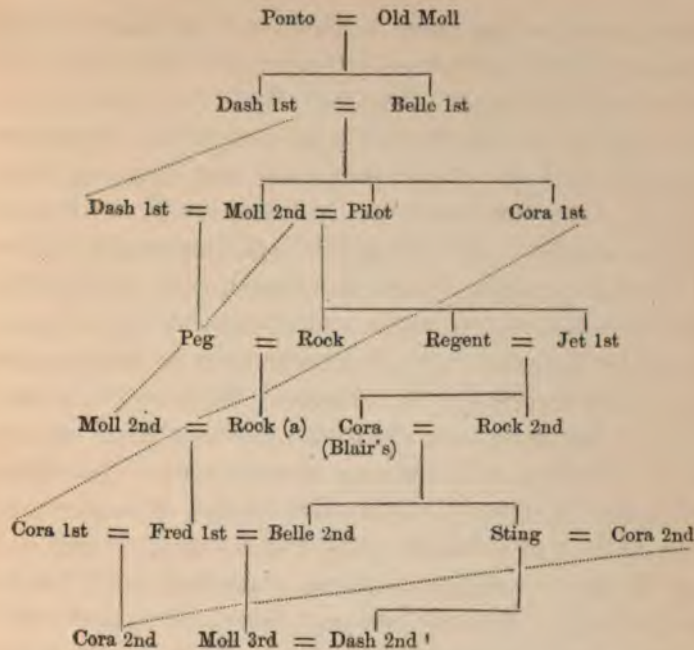 Ponto = Old Moll
Dash 1st = Belle 1st
Dash 1st = Moll 2nd = Pilot Cora 1st
Peg = Rock Regent = Jet 1st
Moll 2nd = Rock (a) Cora = Rock 2nd
(Blair's)
Cora 1st = Fred 1st = Belle 2nd Sting = Cora 2nd
Cora 2nd Moll 3rd = Dash 2nd